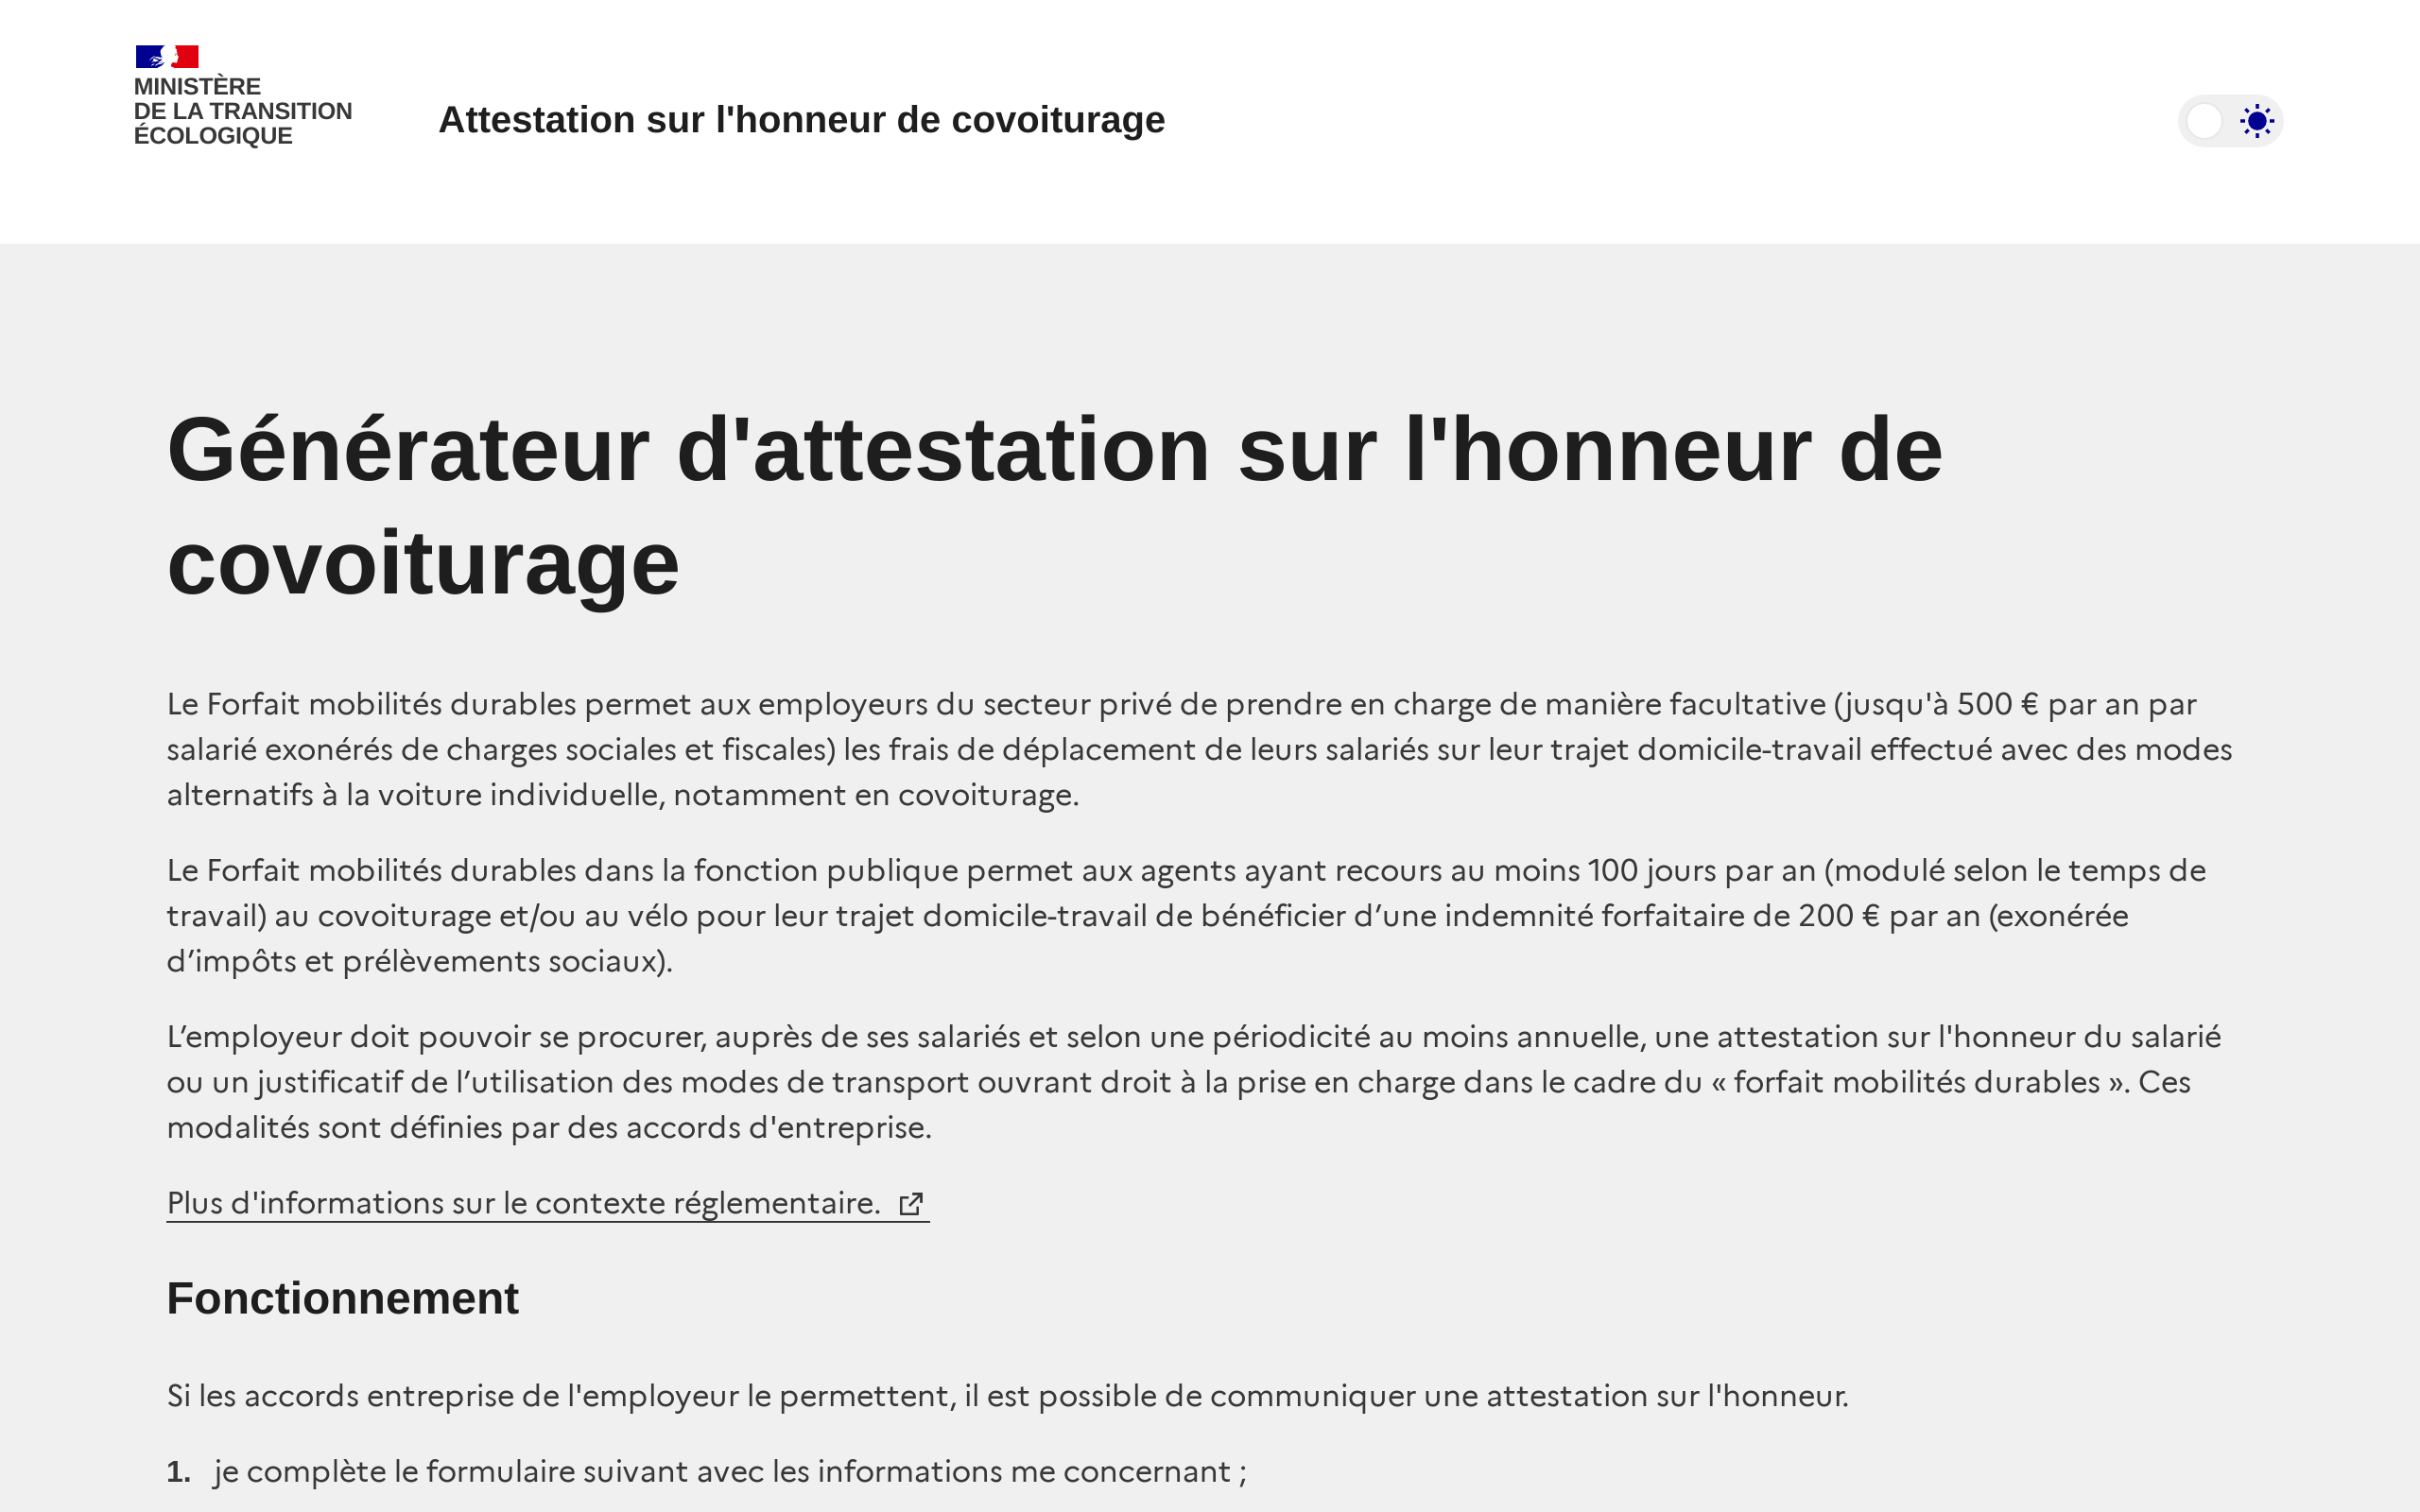 MINISTÈRE
DE LA TRANSITION
ÉCOLOGIQUE
Attestation sur l'honneur de covoiturage
Générateur d'attestation sur l'honneur de
covoiturage
Le Forfait mobilités durables permet aux employeurs du secteur privé de prendre en charge de manière facultative (jusqu'à 500 € par an par
salarié exonérés de charges sociales et fiscales) les frais de déplacement de leurs salariés sur leur trajet domicile-travail effectué avec des modes
alternatifs à la voiture individuelle, notamment en covoiturage.
Le Forfait mobilités durables dans la fonction publique permet aux agents ayant recours au moins 100 jours par an (modulé selon le temps de
travail) au covoiturage et/ou au vélo pour leur trajet domicile-travail de bénéficier d’une indemnité forfaitaire de 200 € par an (exonérée
d’impôts et prélèvements sociaux).
L’employeur doit pouvoir se procurer, auprès de ses salariés et selon une périodicité au moins annuelle, une attestation sur l'honneur du salarié
ou un justificatif de l’utilisation des modes de transport ouvrant droit à la prise en charge dans le cadre du « forfait mobilités durables ». Ces
modalités sont définies par des accords d'entreprise.
Plus d'informations sur le contexte réglementaire.
Fonctionnement
Si les accords entreprise de l'employeur le permettent, il est possible de communiquer une attestation sur l'honneur.
1. je complète le formulaire suivant avec les informations me concernant ;